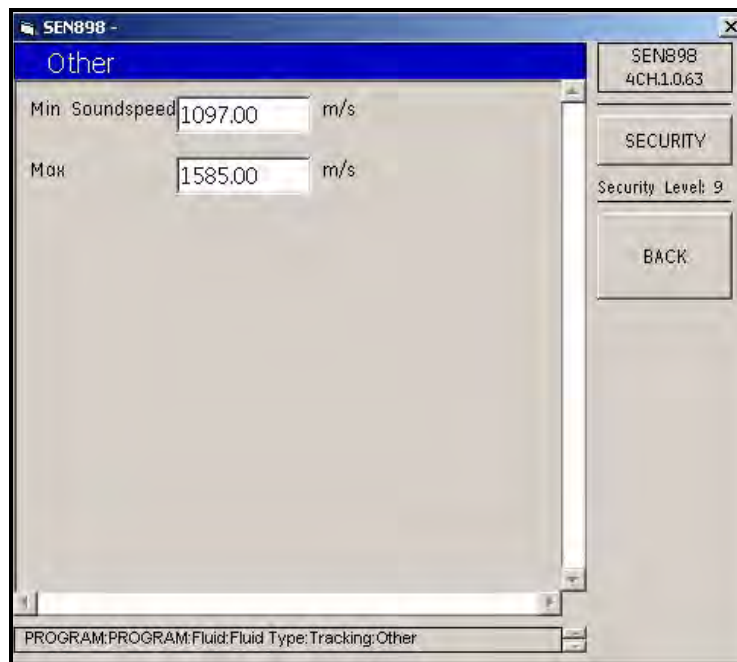 SEN898 -
Other
Min Soundspeed 1097.00 m/s
Max 1585.00 m/s
SEN898
4CH.1.0.63
SECURITY
Security Level: 9
BACK
PROGRAM:PROGRAM:Fluid:Fluid Type:Tracking:Other